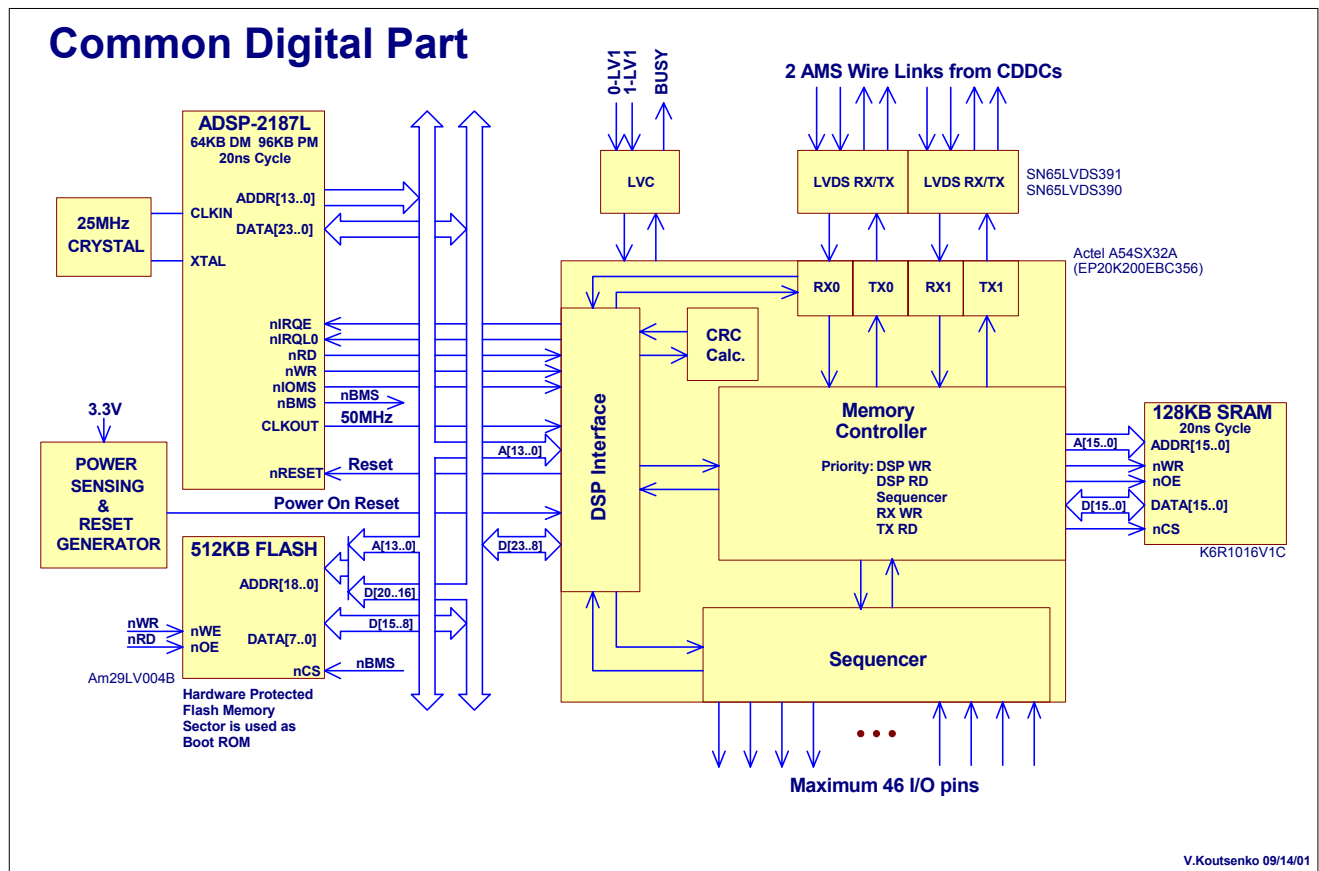 Common Digital Part
0-LV1
1-LV1
BUSY
2 AMS Wire Links from CDDCs
ADSP-2187L
64KB DM 96KB PM
20ns Cycle
ADDR[13..0]
CLKIN
DATA[23..0]
XTAL
nIRQE
nIRQL0
nRD
nWR
nIOMS
nBMS
CLKOUT
nRESET
25MHz
CRYSTAL
nBMS
50MHz
Reset
Power On Reset
A[13..0]
3.3V
POWER
SENSING
&
RESET
GENERATOR
512KB FLASH
ADDR[18..0]
nWE
nOE
DATA[7..0]
nCS
nWR
nRD
nBMS
A[13..0]
D[20..16]
D[15..8]
D[23..8]
Am29LV004B
Hardware Protected
Flash Memory
Sector is used as
Boot ROM
LVC
LVDS RX/TX
LVDS RX/TX
SN65LVDS391
SN65LVDS390
Actel A54SX32A
(EP20K200EBC356)
RX0
TX0
RX1
TX1
DSP Interface
CRC
Calc.
Memory
Controller
Priority: DSP WR
DSP RD
Sequencer
RX WR
TX RD
A[15..0]
D[15..0]
128KB SRAM
20ns Cycle
ADDR[15..0]
nWR
nOE
DATA[15..0]
nCS
K6R1016V1C
Sequencer
Maximum 46 I/O pins
V.Koutsenko 09/14/01